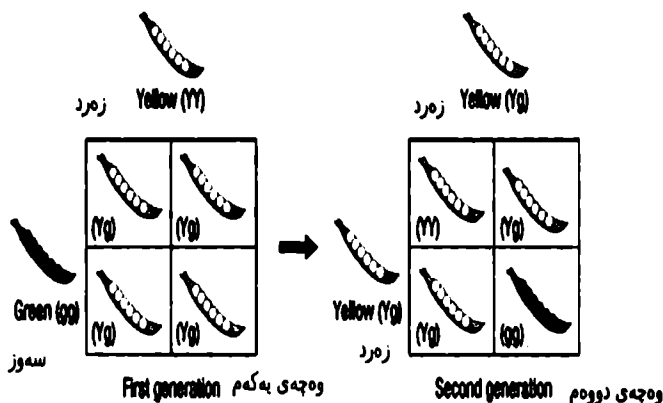 زەرد Yellow (YY)
(Yg) (Yg)
Green (gg)
(Yg) (Yg)
سەوز
First generation وەچەی یەکەم
زەرد Yellow (Yg)
(YY) (Yg)
Yellow (Yg)
(Yg) (gg)
زەرد
Second generation وەچەی دووەم